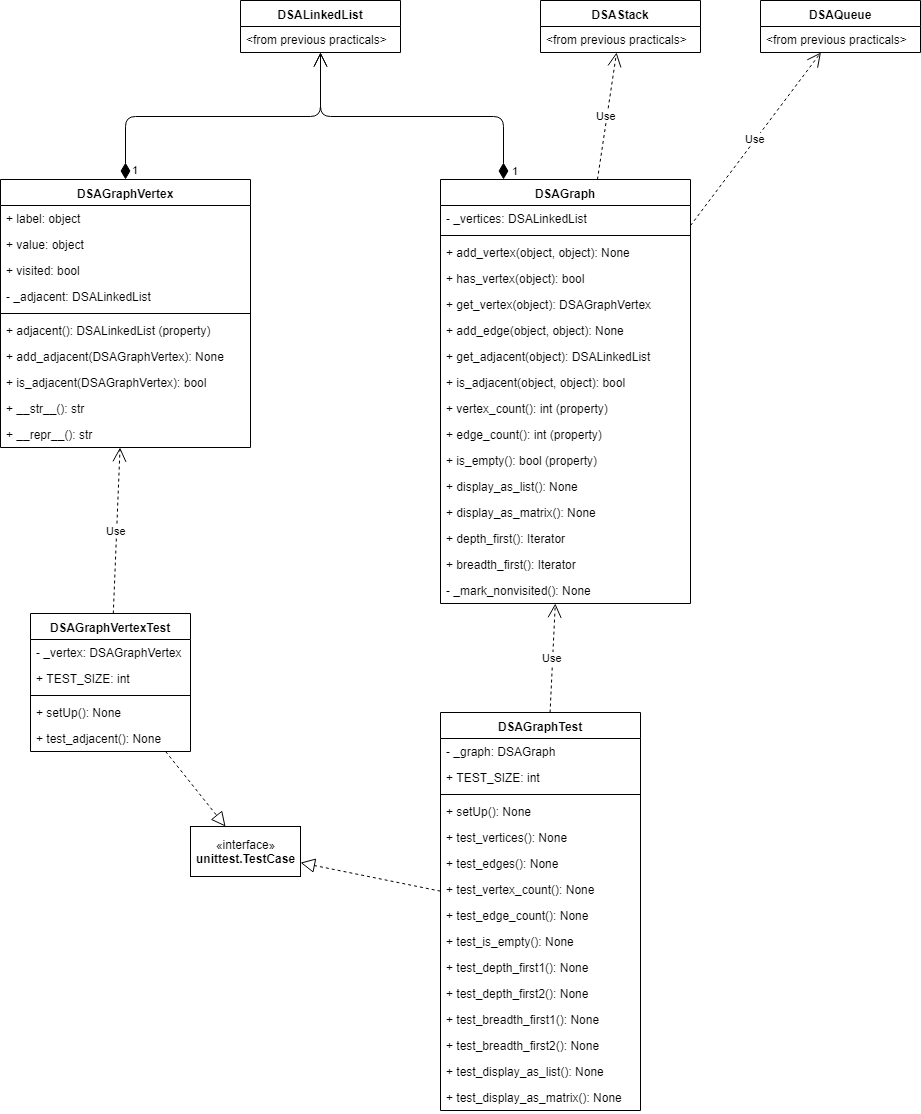 DSALinkedList
<from previous practicals>
DSAStack
<from previous practicals>
DSAQueue
<from previous practicals>
Use
Use
1
1
DSAGraphVertex
+ label: object
+ value: object
+ visited: bool
- _adjacent: DSALinkedList
+ adjacent(): DSALinkedList (property)
+ add_adjacent(DSAGraphVertex): None
+ is_adjacent(DSAGraphVertex): bool
+ __str__(): str
+ __repr__(): str
DSAGraph
- _vertices: DSALinkedList
+ add_vertex(object, object): None
+ has_vertex(object): bool
+ get_vertex(object): DSAGraphVertex
+ add_edge(object, object): None
+ get_adjacent(object): DSALinkedList
+ is_adjacent(object, object): bool
+ vertex_count(): int (property)
+ edge_count(): int (property)
+ is_empty(): bool (property)
+ display_as_list(): None
+ display_as_matrix(): None
+ depth_first(): Iterator
+ breadth_first(): Iterator
- _mark_nonvisited(): None
Use
Use
DSAGraphVertexTest
- _vertex: DSAGraphVertex
+ TEST_SIZE: int
+ setUp(): None
+ test_adjacent(): None
«interface»
unittest.TestCase
DSAGraphTest
- _graph: DSAGraph
+ TEST_SIZE: int
+ setUp(): None
+ test_vertices(): None
+ test_edges(): None
+ test_vertex_count(): None
+ test_edge_count(): None
+ test_is_empty(): None
+ test_depth_first1(): None
+ test_depth_first2(): None
+ test_breadth_first1(): None
+ test_breadth_first2(): None
+ test_display_as_list(): None
+ test_display_as_matrix(): None